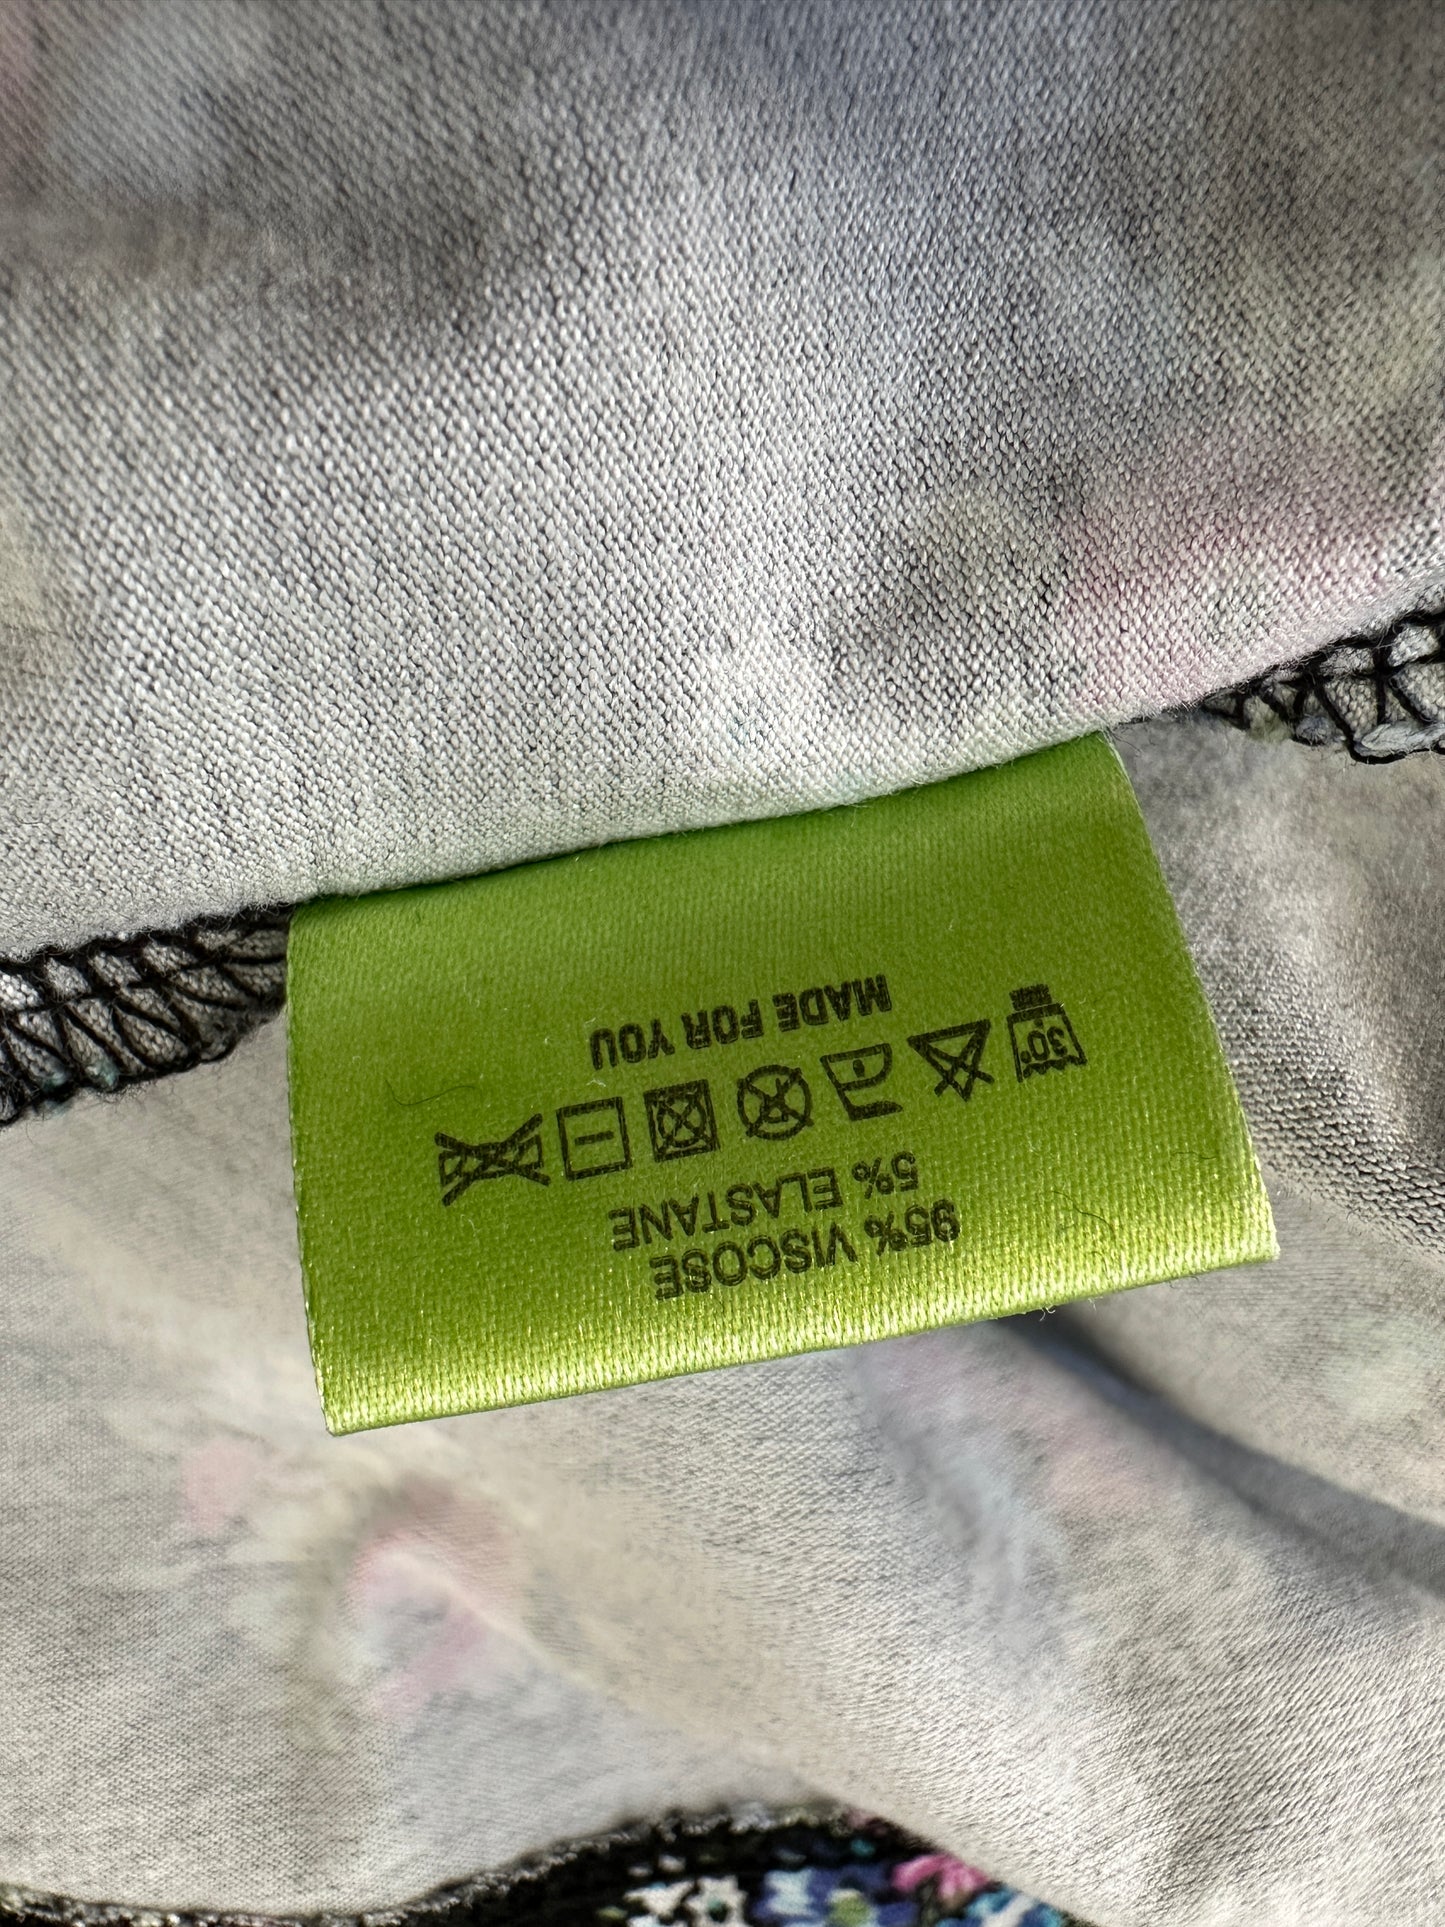 95% VISCOSE
5% ELASTANE
30°
MADE FOR YOU